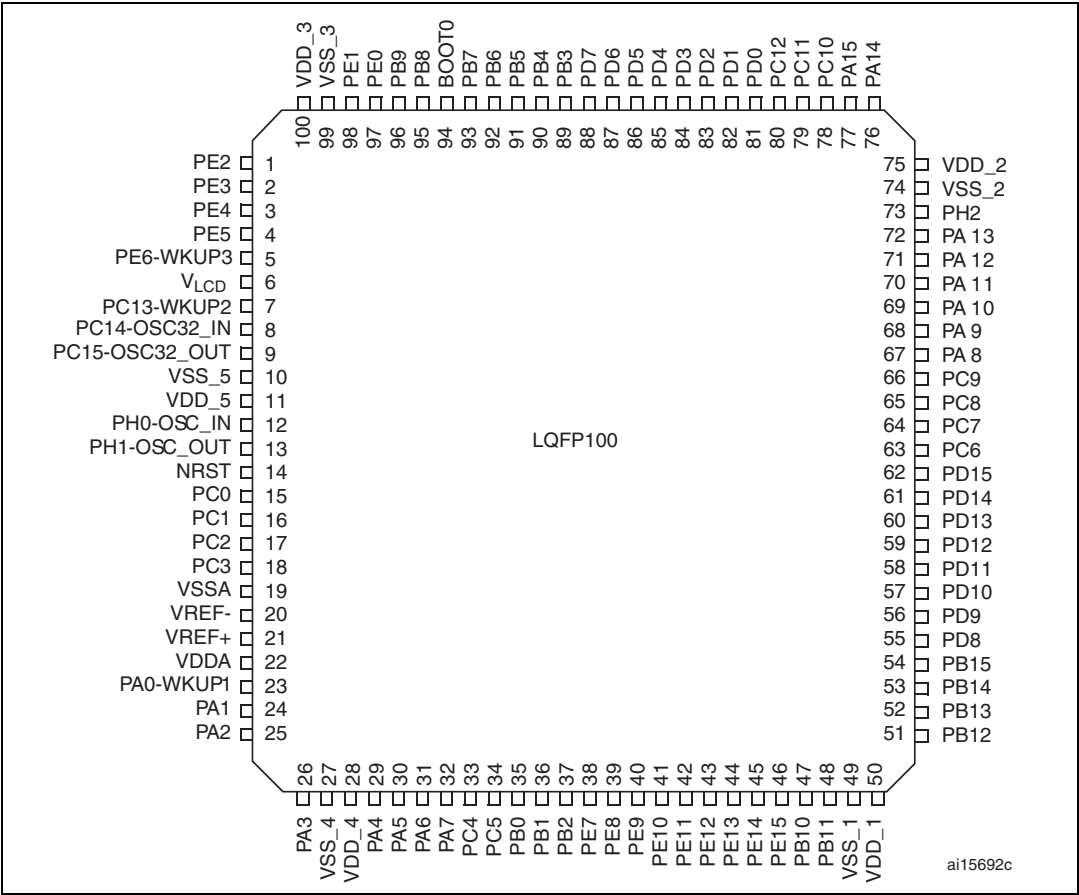 VDD_3 VSS_3 PE1 PE0 PB9 PB8 BOOT0 PB7 PB6 PB5 PB4 PB3 PD7 PD6 PD5 PD4 PD3 PD2 PD1 PD0 PC12 PC11 PC10 PA15 PA14
100 99 98 97 96 95 94 93 92 91 90 89 88 87 86 85 84 83 82 81 80 79 78 77 76
PE2 1
PE3 2
PE4 3
PE5 4
PE6-WKUP3 5
VLCD 6
PC13-WKUP2 7
PC14-OSC32_IN 8
PC15-OSC32_OUT 9
VSS_5 10
VDD_5 11
PH0-OSC_IN 12
PH1-OSC_OUT 13
NRST 14
PC0 15
PC1 16
PC2 17
PC3 18
VSSA 19
VREF- 20
VREF+ 21
VDDA 22
PA0-WKUP1 23
PA1 24
PA2 25
LQFP100
75 VDD_2
74 VSS_2
73 PH2
72 PA 13
71 PA 12
70 PA 11
69 PA 10
68 PA 9
67 PA 8
66 PC9
65 PC8
64 PC7
63 PC6
62 PD15
61 PD14
60 PD13
59 PD12
58 PD11
57 PD10
56 PD9
55 PD8
54 PB15
53 PB14
52 PB13
51 PB12
26 27 28 29 30 31 32 33 34 35 36 37 38 39 40 41 42 43 44 45 46 47 48 49 50
PA3 VSS_4 VDD_4 PA4 PA5 PA6 PA7 PC4 PC5 PB0 PB1 PB2 PE7 PE8 PE9 PE10 PE11 PE12 PE13 PE14 PE15 PB10 PB11 VSS_1 VDD_1
ai15692c